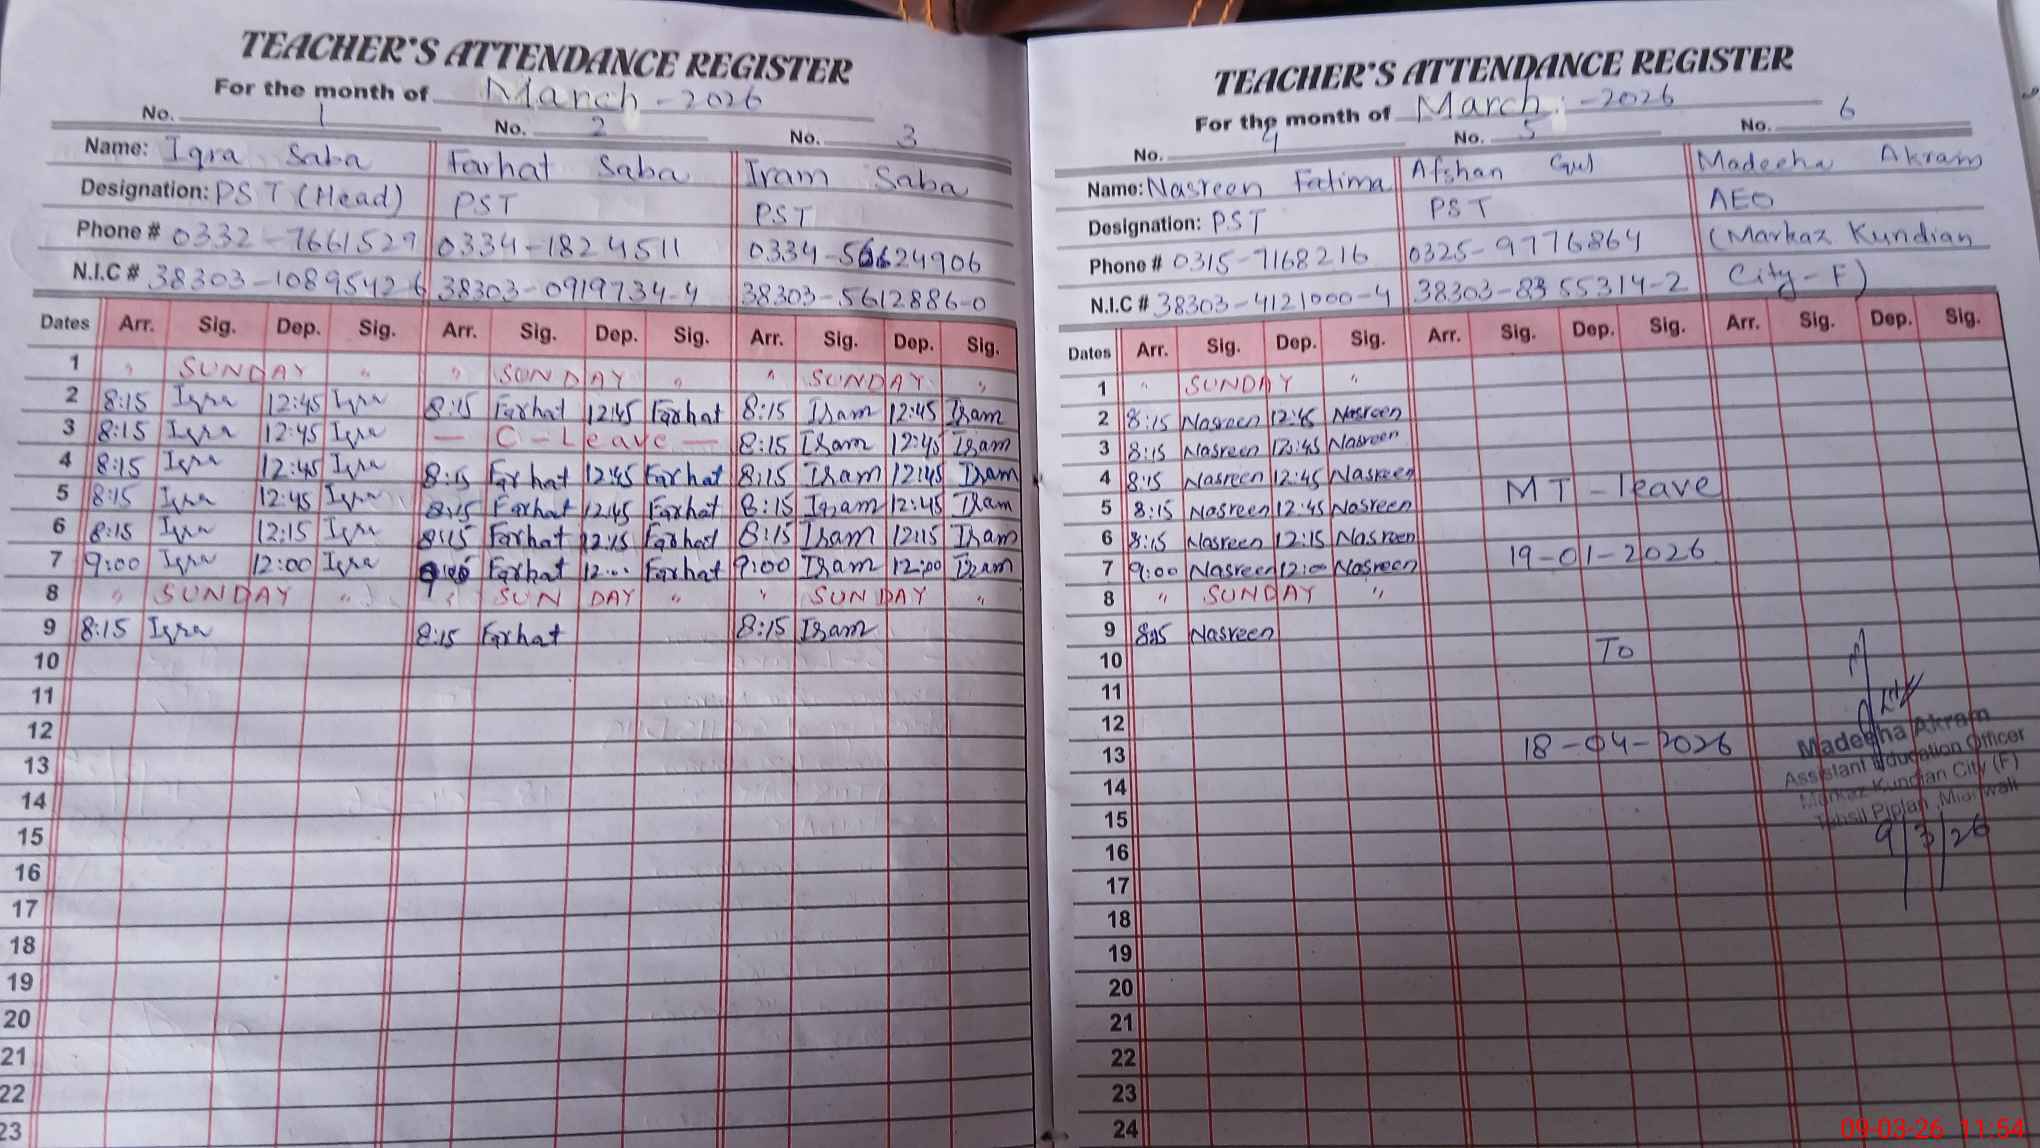 TEACHER'S ATTENDANCE REGISTER
For the month of March - 2026
No. 1 No. 2 No. 3
Name: Iqra Saba Farhat Saba Iram Saba
Designation: PST (Head) PST PST
Phone # 0332-7661529 0334-1824511 0334-56624906
N.I.C # 38303-1089542-6 38303-0919734-4 38303-5612886-0
Dates Arr. Sig. Dep. Sig. Arr. Sig. Dep. Sig. Arr. Sig. Dep. Sig.
1 " SUNDAY " " SUNDAY " " SUNDAY "
2 8:15 Iqra 12:45 Iqra 8:15 Farhat 12:45 Farhat 8:15 Iram 12:45 Iram
3 8:15 Iqra 12:45 Iqra — C-Leave — 8:15 Iram 12:45 Iram
4 8:15 Iqra 12:45 Iqra 8:15 Farhat 12:45 Farhat 8:15 Iram 12:45 Iram
5 8:15 Iqra 12:45 Iqra 8:15 Farhat 12:45 Farhat 8:15 Iram 12:45 Iram
6 8:15 Iqra 12:15 Iqra 8:15 Farhat 12:15 Farhat 8:15 Iram 12:15 Iram
7 9:00 Iqra 12:00 Iqra 9:00 Farhat 12:00 Farhat 9:00 Iram 12:00 Iram
8 " SUNDAY " " SUNDAY " " SUNDAY "
9 8:15 Iqra 8:15 Farhat 8:15 Iram
10
11
12
13
14
15
16
17
18
19
20
21
22
23
TEACHER'S ATTENDANCE REGISTER
For the month of March. - 2026
No. 4 No. 5 No. 6
Name: Nasreen Fatima Afshan Gul Madeeha Akram
Designation: PST PST AEO
Phone # 0315-7168216 0325-9776864 (Markaz Kundian
N.I.C # 38303-4121000-4 38303-8355314-2 City-F)
Dates Arr. Sig. Dep. Sig. Arr. Sig. Dep. Sig. Arr. Sig. Dep. Sig.
1 " SUNDAY "
2 8:15 Nasreen 12:45 Nasreen
3 8:15 Nasreen 12:45 Nasreen
4 8:15 Nasreen 12:45 Nasreen MT-leave
5 8:15 Nasreen 12:45 Nasreen
6 8:15 Nasreen 12:15 Nasreen 19-01-2026
7 9:00 Nasreen 12:00 Nasreen
8 " SUNDAY "
9 8:15 Nasreen To
10
11
12
13 18-04-2026
Madeeha Akram
Assistant Education Officer
Markaz Kundian City (F)
Tehsil Piplan, Mianwali
9/3/26
14
15
16
17
18
19
20
21
22
23
24
09-03-26 11:54